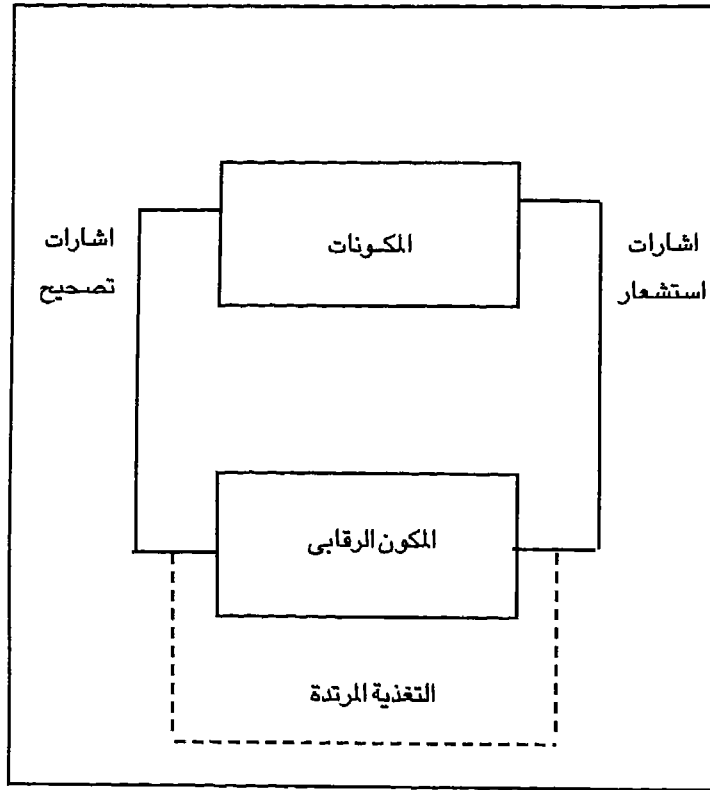 المكونات
اشارات
استشعار
اشارات
تصحيح
المكون الرقابى
التغذية المرتدة